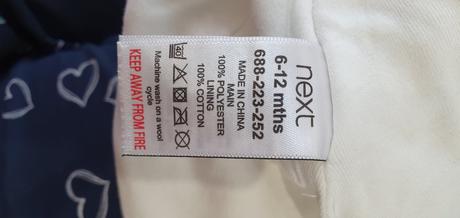 next
6-12 mths
688-223-252
MADE IN CHINA
MAIN
100% POLYESTER
LINING
100% COTTON
40
Machine wash on a wool
cycle
KEEP AWAY FROM FIRE